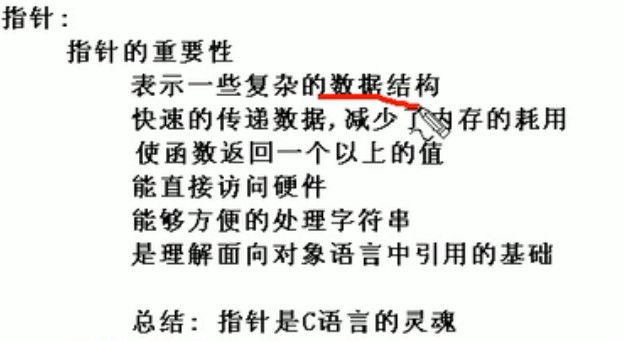 指针：
指针的重要性
表示一些复杂的数据结构
快速的传递数据,减少了内存的耗用
使函数返回一个以上的值
能直接访问硬件
能够方便的处理字符串
是理解面向对象语言中引用的基础
总结：指针是C语言的灵魂